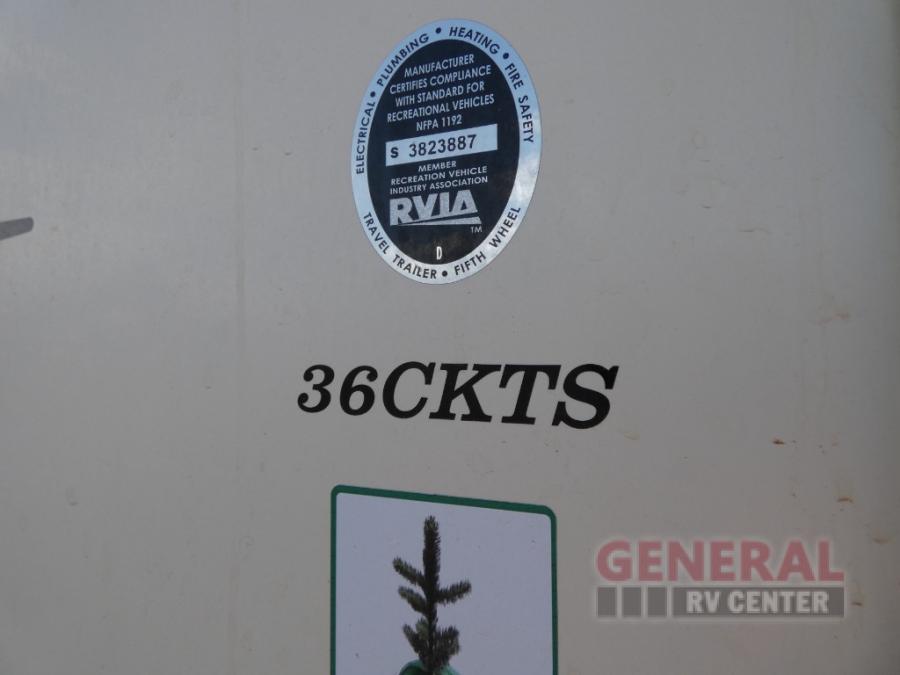 ELECTRICAL • PLUMBING • HEATING • FIRE SAFETY
MANUFACTURER
CERTIFIES COMPLIANCE
WITH STANDARD FOR
RECREATIONAL VEHICLES
NFPA 1192
S 3823887
MEMBER
RECREATION VEHICLE
INDUSTRY ASSOCIATION
RVIA
TM
D
TRAVEL TRAILER • FIFTH WHEEL
36CKTS
GENERAL
RV CENTER